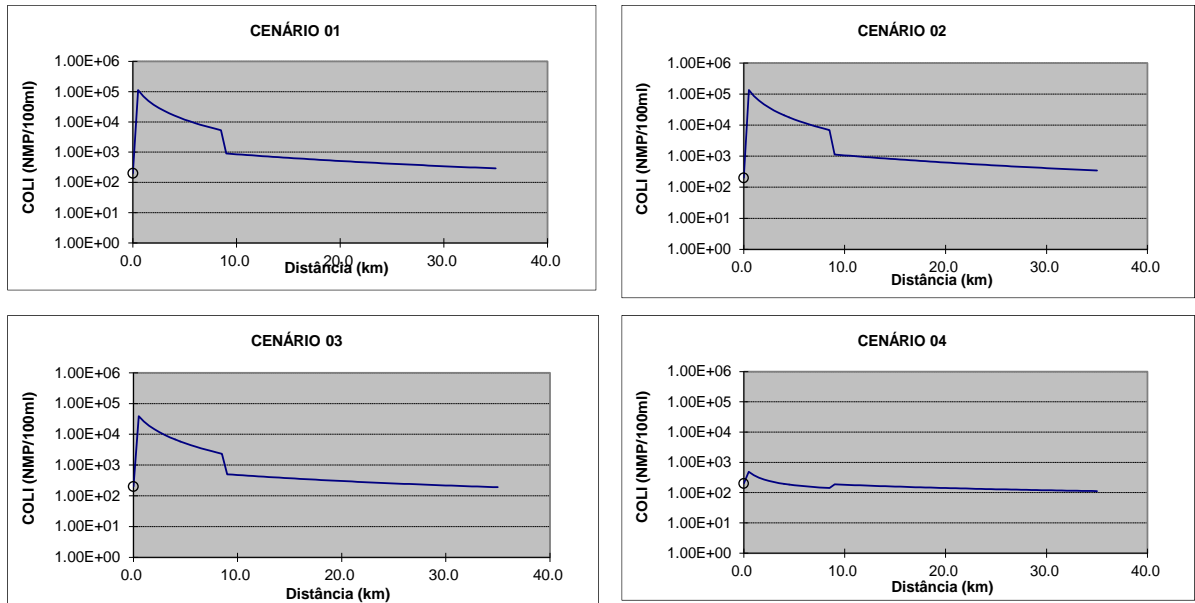 CENÁRIO 01
1.00E+06
1.00E+05
1.00E+04
1.00E+03
1.00E+02
1.00E+01
1.00E+00
COLI (NMP/100ml)
0.0 10.0 20.0 30.0 40.0
Distância (km)
CENÁRIO 02
1.00E+06
1.00E+05
1.00E+04
1.00E+03
1.00E+02
1.00E+01
1.00E+00
COLI (NMP/100ml)
0.0 10.0 20.0 30.0 40.0
Distância (km)
CENÁRIO 03
1.00E+06
1.00E+05
1.00E+04
1.00E+03
1.00E+02
1.00E+01
1.00E+00
COLI (NMP/100ml)
0.0 10.0 20.0 30.0 40.0
Distância (km)
CENÁRIO 04
1.00E+06
1.00E+05
1.00E+04
1.00E+03
1.00E+02
1.00E+01
1.00E+00
COLI (NMP/100ml)
0.0 10.0 20.0 30.0 40.0
Distância (km)